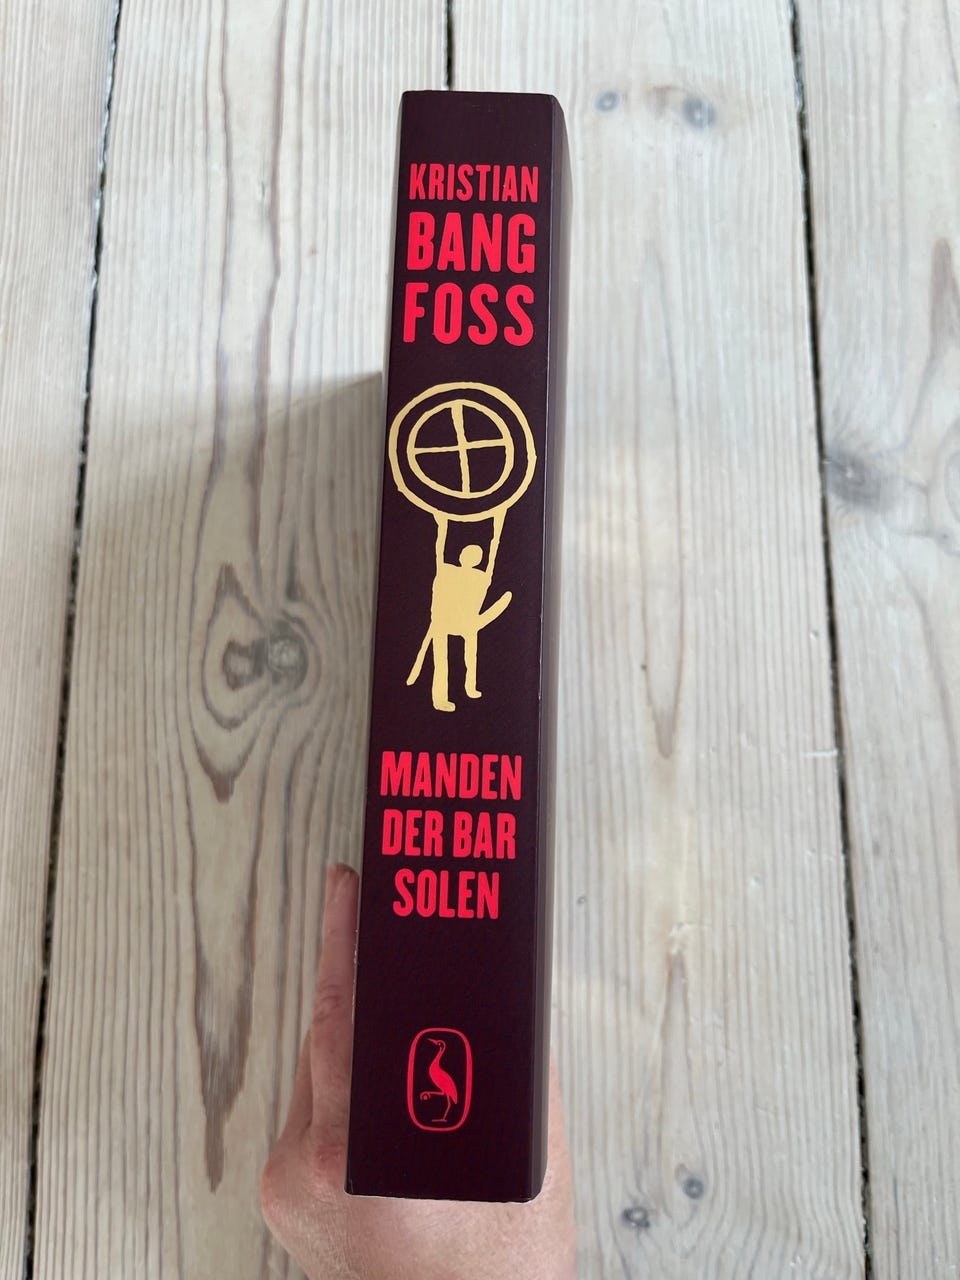 KRISTIAN
BANG
FOSS
MANDEN
DER BAR
SOLEN